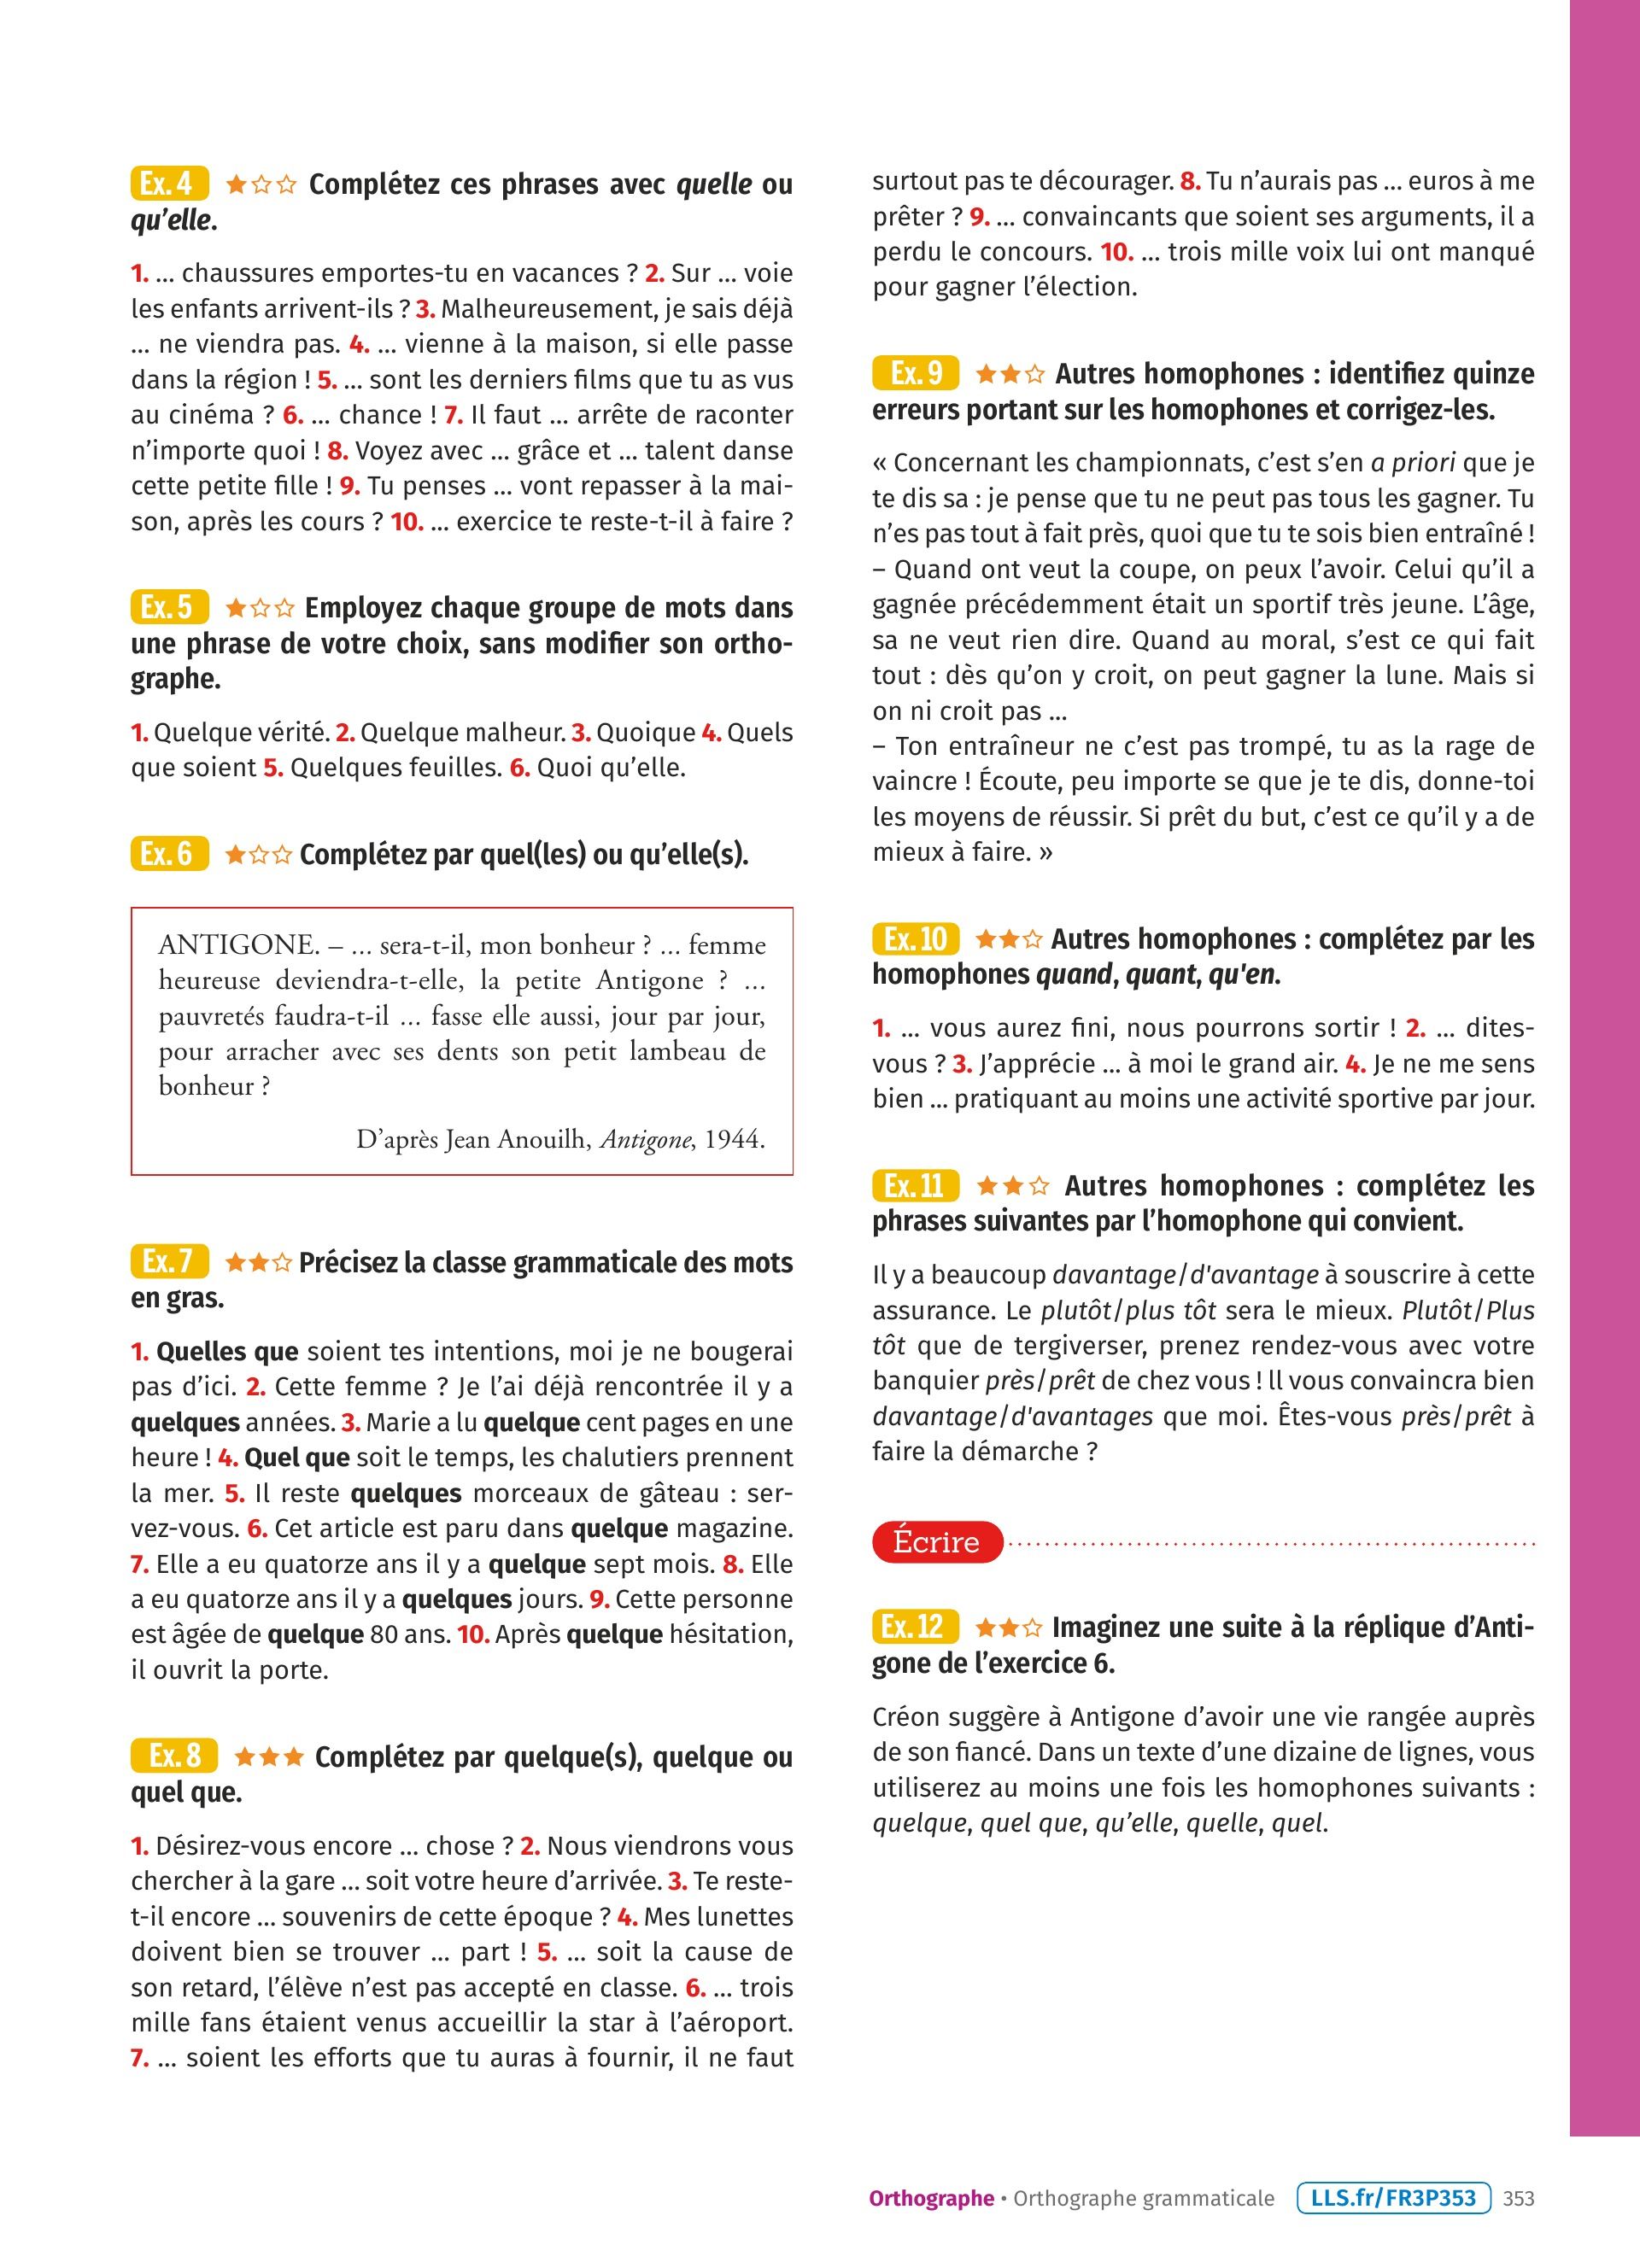 Ex. 4 ★☆☆ Complétez ces phrases avec quelle ou
qu’elle.
1. … chaussures emportes-tu en vacances ? 2. Sur … voie
les enfants arrivent-ils ? 3. Malheureusement, je sais déjà
… ne viendra pas. 4. … vienne à la maison, si elle passe
dans la région ! 5. … sont les derniers films que tu as vus
au cinéma ? 6. … chance ! 7. Il faut … arrête de raconter
n’importe quoi ! 8. Voyez avec … grâce et … talent danse
cette petite fille ! 9. Tu penses … vont repasser à la mai-
son, après les cours ? 10. … exercice te reste-t-il à faire ?
Ex. 5 ★☆☆ Employez chaque groupe de mots dans
une phrase de votre choix, sans modifier son ortho-
graphe.
1. Quelque vérité. 2. Quelque malheur. 3. Quoique 4. Quels
que soient 5. Quelques feuilles. 6. Quoi qu’elle.
Ex. 6 ★☆☆ Complétez par quel(les) ou qu’elle(s).
ANTIGONE. – … sera-t-il, mon bonheur ? … femme
heureuse deviendra-t-elle, la petite Antigone ? …
pauvretés faudra-t-il … fasse elle aussi, jour par jour,
pour arracher avec ses dents son petit lambeau de
bonheur ?
D’après Jean Anouilh, Antigone, 1944.
Ex. 7 ★★☆ Précisez la classe grammaticale des mots
en gras.
1. Quelles que soient tes intentions, moi je ne bougerai
pas d’ici. 2. Cette femme ? Je l’ai déjà rencontrée il y a
quelques années. 3. Marie a lu quelque cent pages en une
heure ! 4. Quel que soit le temps, les chalutiers prennent
la mer. 5. Il reste quelques morceaux de gâteau : ser-
vez-vous. 6. Cet article est paru dans quelque magazine.
7. Elle a eu quatorze ans il y a quelque sept mois. 8. Elle
a eu quatorze ans il y a quelques jours. 9. Cette personne
est âgée de quelque 80 ans. 10. Après quelque hésitation,
il ouvrit la porte.
Ex. 8 ★★★ Complétez par quelque(s), quelque ou
quel que.
1. Désirez-vous encore … chose ? 2. Nous viendrons vous
chercher à la gare … soit votre heure d’arrivée. 3. Te reste-
t-il encore … souvenirs de cette époque ? 4. Mes lunettes
doivent bien se trouver … part ! 5. … soit la cause de
son retard, l’élève n’est pas accepté en classe. 6. … trois
mille fans étaient venus accueillir la star à l’aéroport.
7. … soient les efforts que tu auras à fournir, il ne faut
surtout pas te décourager. 8. Tu n’aurais pas … euros à me
prêter ? 9. … convaincants que soient ses arguments, il a
perdu le concours. 10. … trois mille voix lui ont manqué
pour gagner l’élection.
Ex. 9 ★★☆ Autres homophones : identifiez quinze
erreurs portant sur les homophones et corrigez-les.
« Concernant les championnats, c’est s’en a priori que je
te dis sa : je pense que tu ne peut pas tous les gagner. Tu
n’es pas tout à fait près, quoi que tu te sois bien entraîné !
– Quand ont veut la coupe, on peux l’avoir. Celui qu’il a
gagnée précédemment était un sportif très jeune. L’âge,
sa ne veut rien dire. Quand au moral, s’est ce qui fait
tout : dès qu’on y croit, on peut gagner la lune. Mais si
on ni croit pas …
– Ton entraîneur ne c’est pas trompé, tu as la rage de
vaincre ! Écoute, peu importe se que je te dis, donne-toi
les moyens de réussir. Si prêt du but, c’est ce qu’il y a de
mieux à faire. »
Ex. 10 ★★☆ Autres homophones : complétez par les
homophones quand, quant, qu'en.
1. … vous aurez fini, nous pourrons sortir ! 2. … dites-
vous ? 3. J’apprécie … à moi le grand air. 4. Je ne me sens
bien … pratiquant au moins une activité sportive par jour.
Ex. 11 ★★☆ Autres homophones : complétez les
phrases suivantes par l’homophone qui convient.
Il y a beaucoup davantage/d'avantage à souscrire à cette
assurance. Le plutôt/plus tôt sera le mieux. Plutôt/Plus
tôt que de tergiverser, prenez rendez-vous avec votre
banquier près/prêt de chez vous ! ll vous convaincra bien
davantage/d'avantages que moi. Êtes-vous près/prêt à
faire la démarche ?
Écrire
Ex. 12 ★★☆ Imaginez une suite à la réplique d’Anti-
gone de l’exercice 6.
Créon suggère à Antigone d’avoir une vie rangée auprès
de son fiancé. Dans un texte d’une dizaine de lignes, vous
utiliserez au moins une fois les homophones suivants :
quelque, quel que, qu’elle, quelle, quel.
Orthographe • Orthographe grammaticale LLS.fr/FR3P353 353